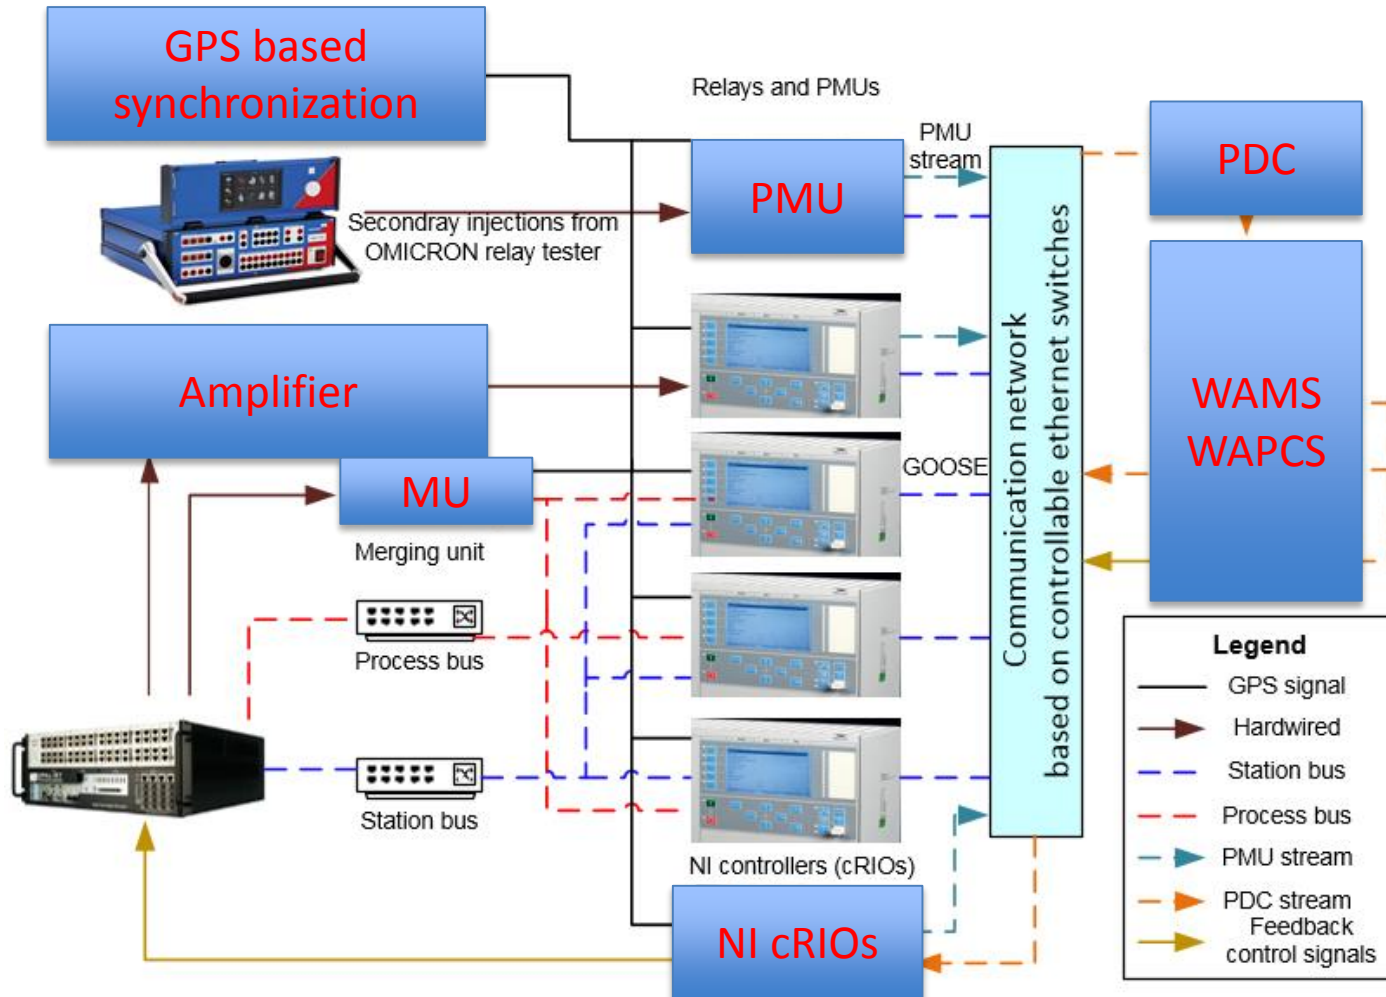 GPS based
synchronization
Relays and PMUs
PMU
stream
PDC
PMU
Secondray injections from
OMICRON relay tester
Communication network
based on controllable ethernet switches
Amplifier
WAMS
WAPCS
GOOSE
MU
Merging unit
Process bus
Station bus
NI controllers (cRIOs)
NI cRIOs
Legend
GPS signal
Hardwired
Station bus
Process bus
PMU stream
PDC stream
Feedback
control signals